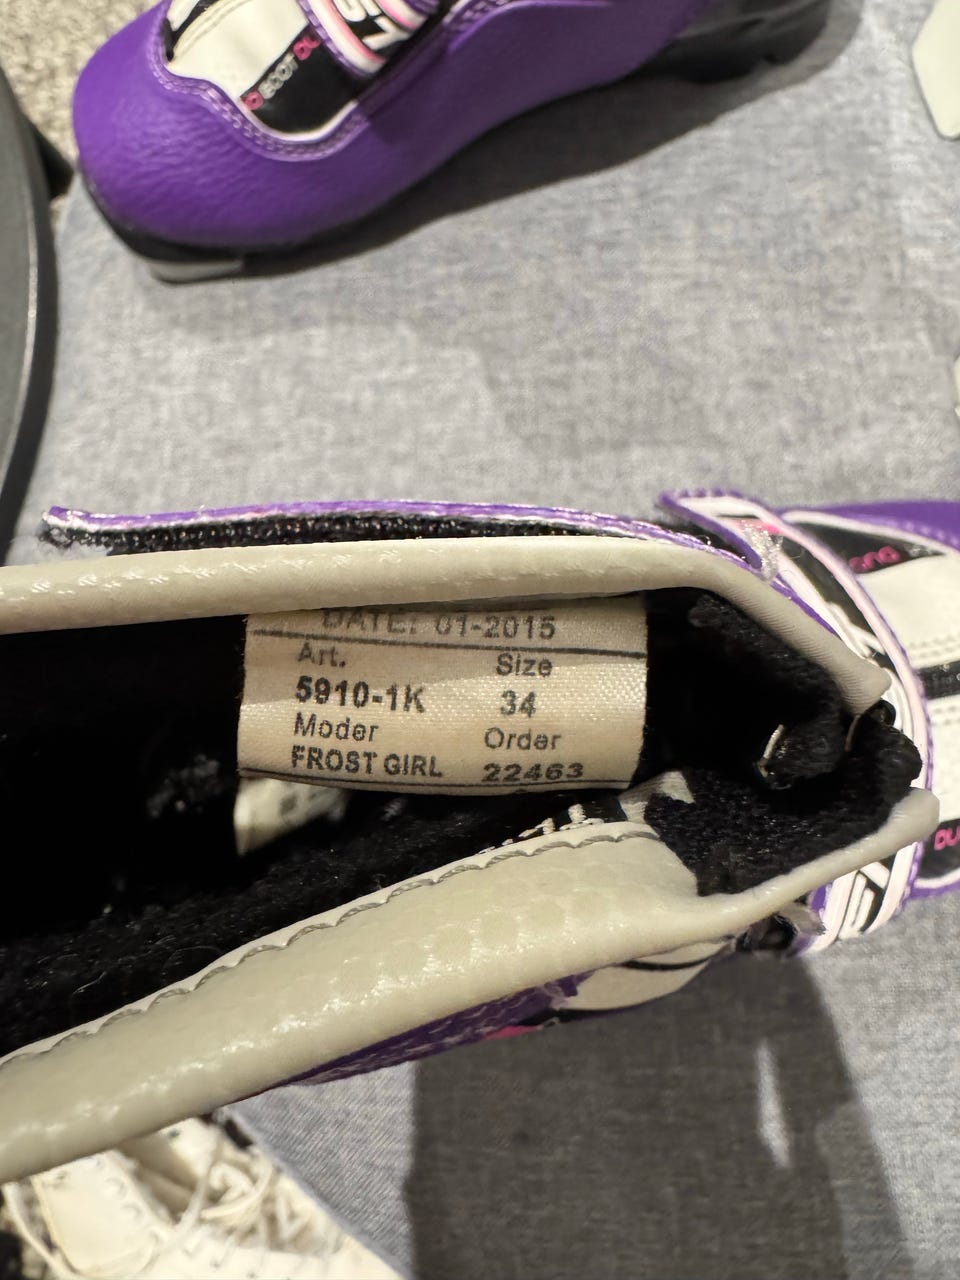 DATE: 01-2015
Art. Size
5910-1K 34
Moder Order
FROST GIRL 22463